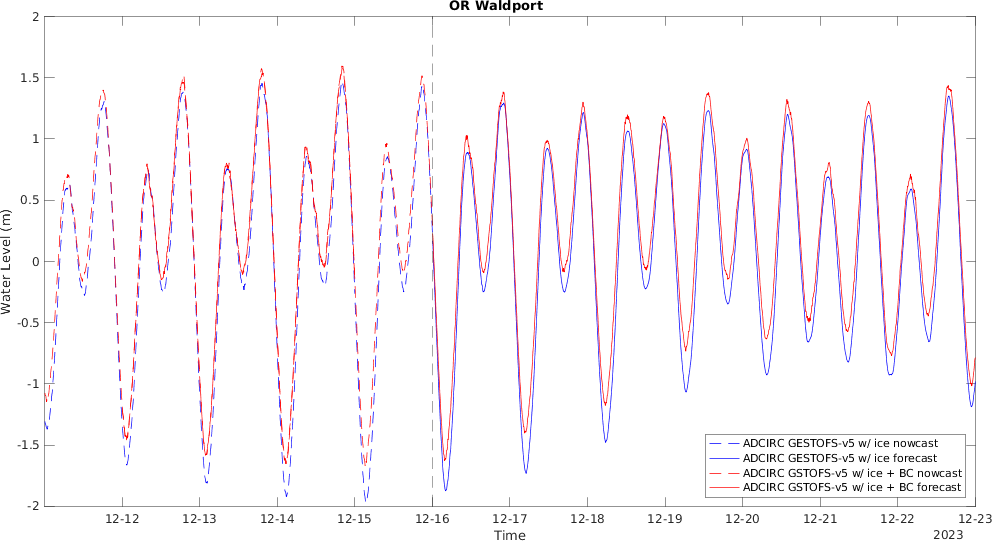 OR Waldport
2
1.5
1
0.5
0
-0.5
-1
-1.5
-2
Water Level (m)
ADCIRC GESTOFS-v5 w/ ice nowcast
ADCIRC GESTOFS-v5 w/ ice forecast
ADCIRC GSTOFS-v5 w/ ice + BC nowcast
ADCIRC GSTOFS-v5 w/ ice + BC forecast
12-12 12-13 12-14 12-15 12-16 12-17 12-18 12-19 12-20 12-21 12-22 12-23
Time
2023